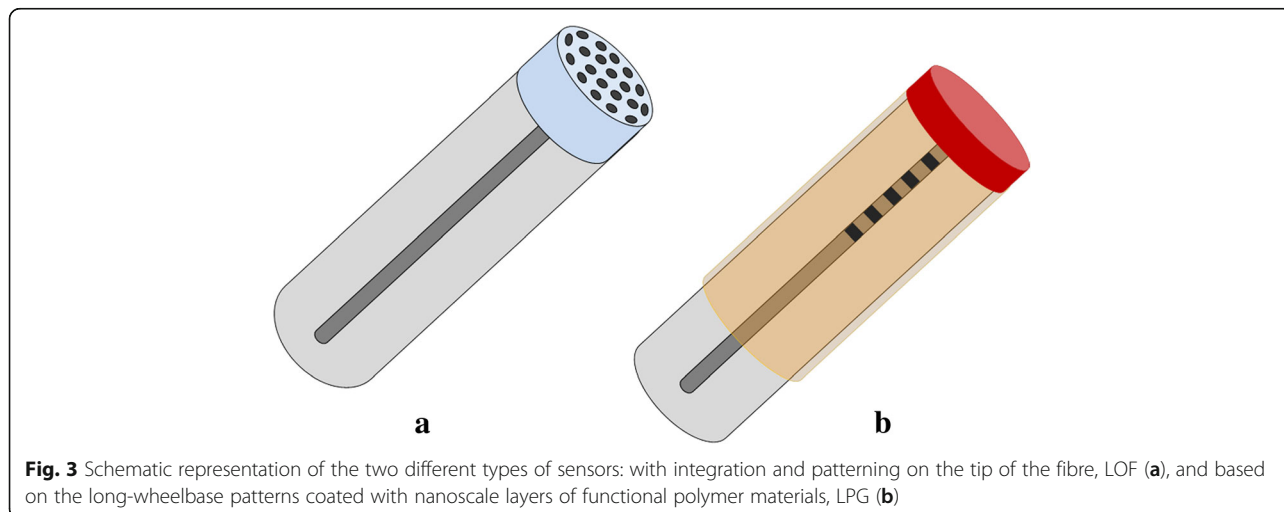 a
b
Fig. 3 Schematic representation of the two different types of sensors: with integration and patterning on the tip of the fibre, LOF (a), and based
on the long-wheelbase patterns coated with nanoscale layers of functional polymer materials, LPG (b)